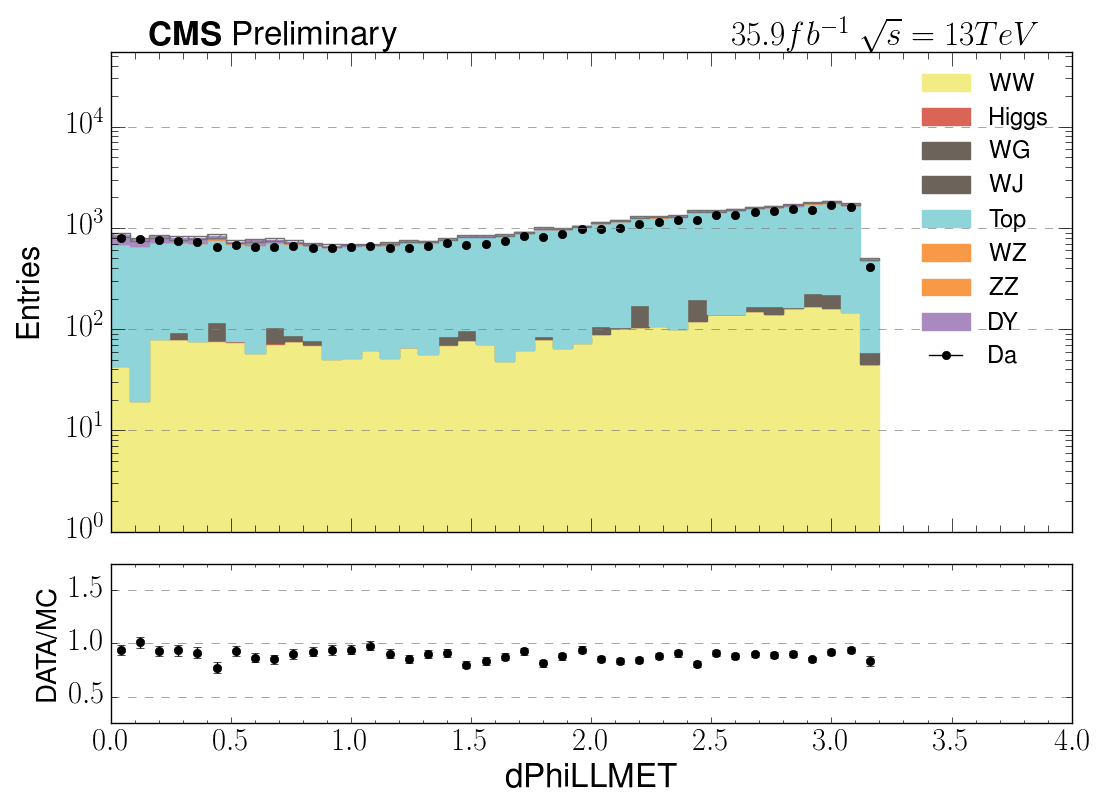 CMS Preliminary 35.9fb⁻¹ √s = 13TeV
WW
Higgs
WG
WJ
Top
WZ
ZZ
DY
Da
Entries
10⁴
10³
10²
10¹
10⁰
DATA/MC
1.5
1.0
0.5
0.0 0.5 1.0 1.5 2.0 2.5 3.0 3.5 4.0
dPhiLLMET